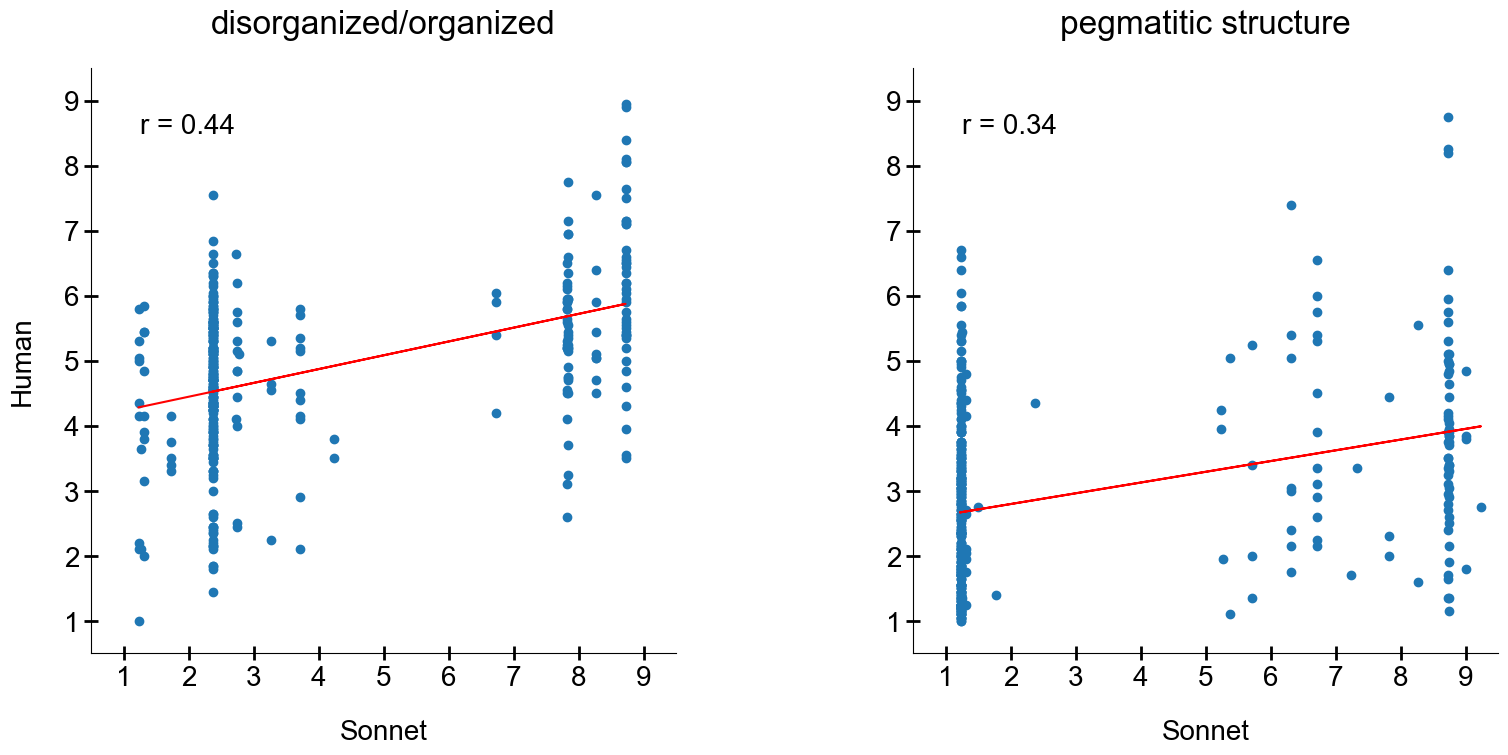 disorganized/organized
r = 0.44
Human
9
8
7
6
5
4
3
2
1
1 2 3 4 5 6 7 8 9
Sonnet
pegmatitic structure
r = 0.34
9
8
7
6
5
4
3
2
1
1 2 3 4 5 6 7 8 9
Sonnet